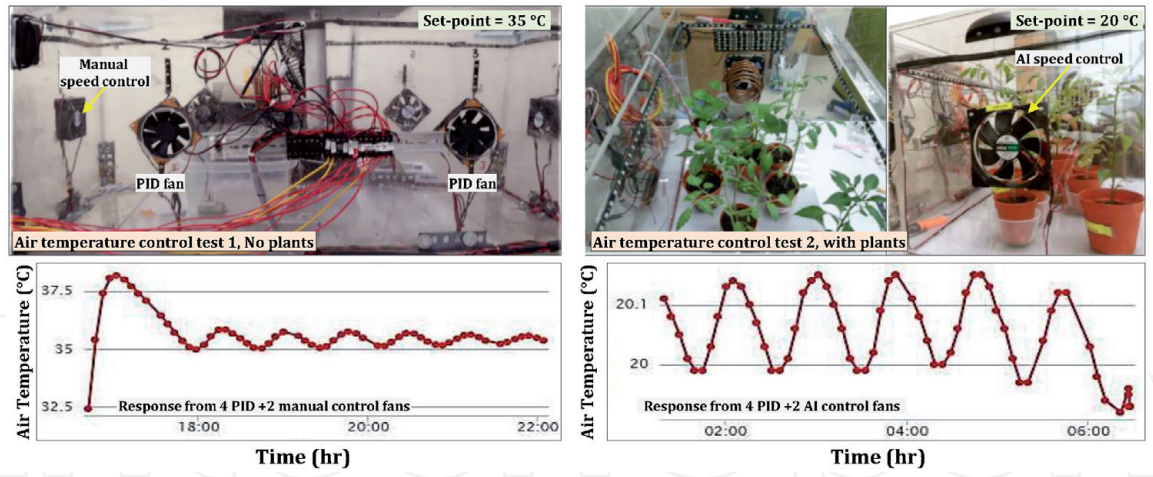 Set-point = 35 °C
Manual
speed control
1
2
3
PID fan
PID fan
Air temperature control test 1, No plants
Set-point = 20 °C
AI speed control
Air temperature control test 2, with plants
Air Temperature (°C)
37.5
35
32.5
Response from 4 PID +2 manual control fans
18:00
20:00
22:00
Time (hr)
Air Temperature (°C)
20.1
20
Response from 4 PID +2 AI control fans
02:00
04:00
06:00
Time (hr)